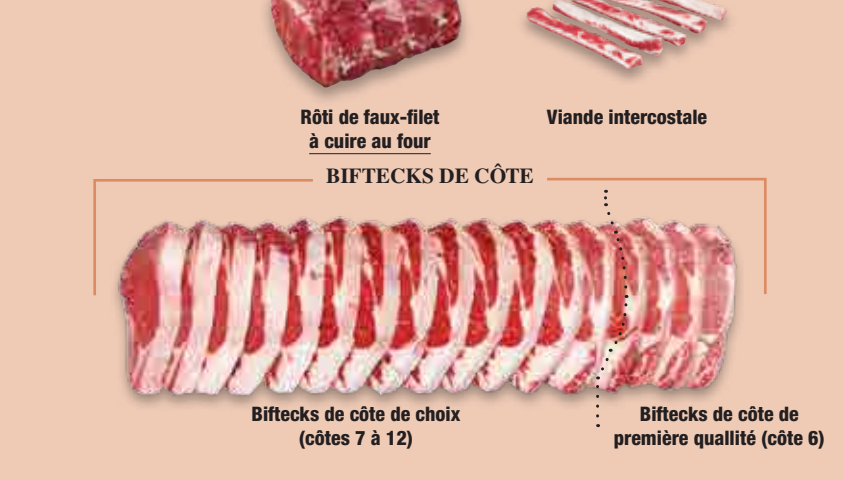 Rôti de faux-filet
à cuire au four
Viande intercostale
BIFTECKS DE CÔTE
Biftecks de côte de choix
(côtes 7 à 12)
Biftecks de côte de
première quallité (côte 6)